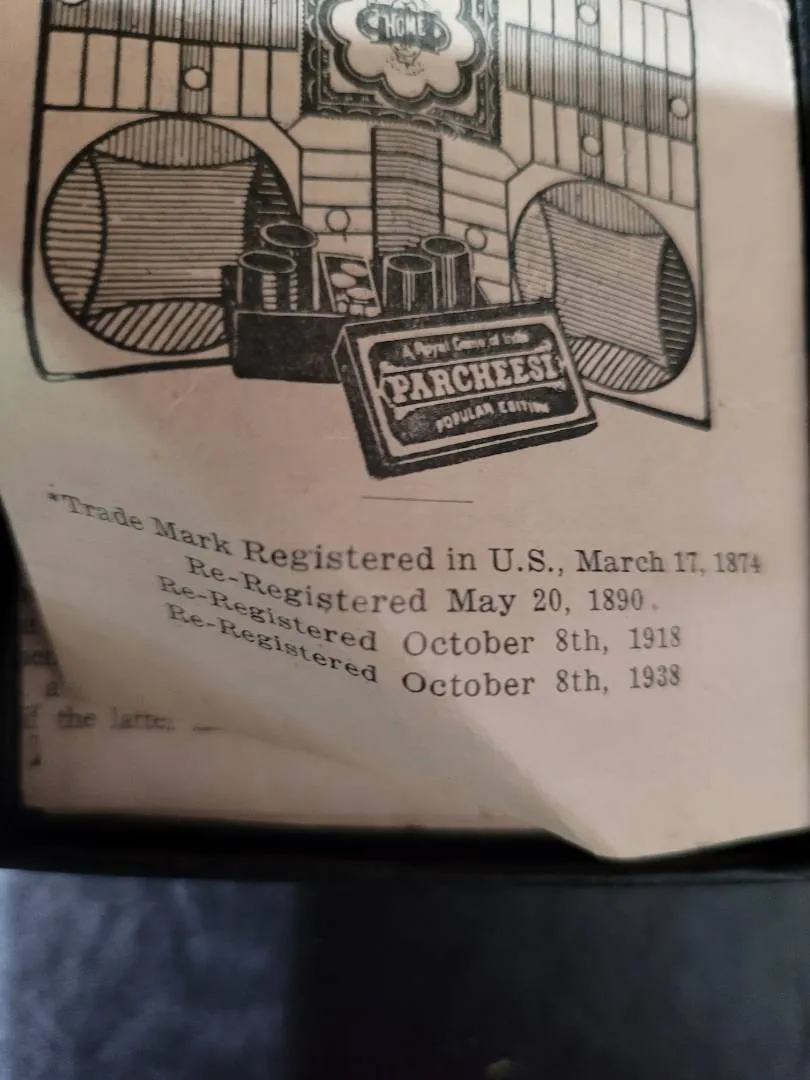 HOME
A Royal Game of India
PARCHEESI
POPULAR EDITION
*Trade Mark Registered in U.S., March 17, 1874
Re-Registered May 20, 1890.
Re-Registered October 8th, 1918
Re-Registered October 8th, 1938
a
if the latter